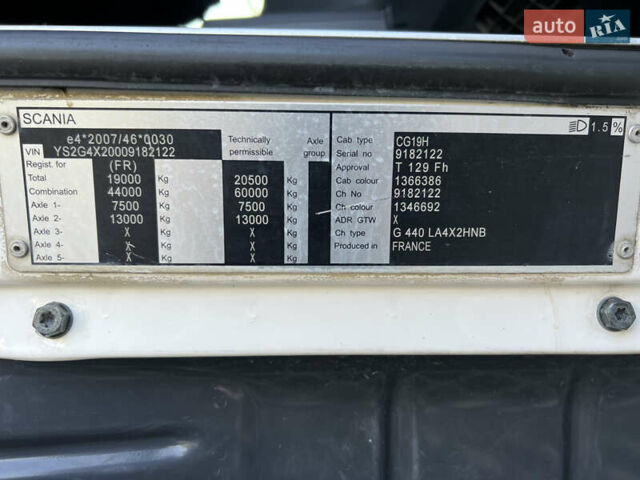 auto RIA
SCANIA
1.5 %
e4*2007/46*0030 Technically permissible Axle group
VIN YS2G4X20009182122
Regist. for (FR)
Total 19000 Kg 20500 Kg
Combination 44000 Kg 60000 Kg
Axle 1- 7500 Kg 7500 Kg
Axle 2- 13000 Kg 13000 Kg
Axle 3- X Kg X Kg
Axle 4- X Kg X Kg
Axle 5- X Kg X Kg
Cab type CG19H
Serial no 9182122
Approval T 129 Fh
Cab colour 1366386
Ch No 9182122
Ch colour 1346692
ADR GTW X
Ch type G 440 LA4X2HNB
Produced in FRANCE